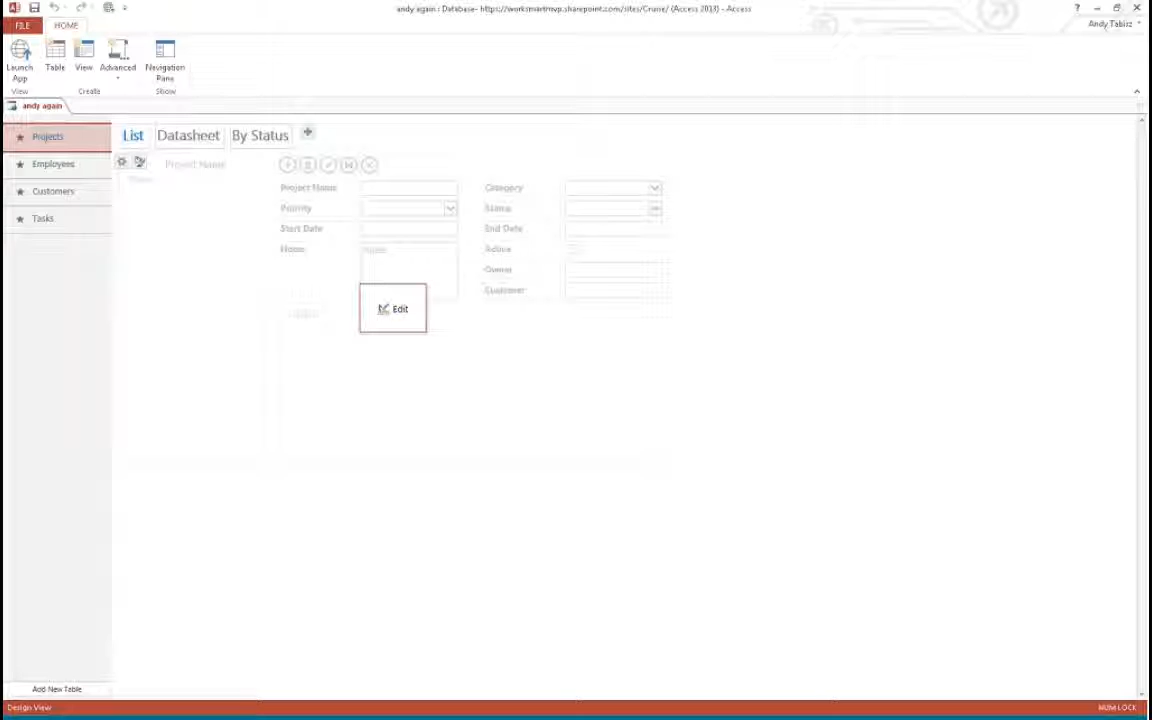 andy again : Database- https://worksmartmvp.sharepoint.com/sites/Cruise/ (Access 2013) - Access
?
FILE HOME
Andy Tabisz
Launch App
Table
View
Advanced
Navigation Pane
View
Create
Show
andy again
Projects
Employees
Customers
Tasks
List Datasheet By Status
Project Name
Project Name
Category
Priority
Status
Start Date
End Date
Active
Owner
Customer
Edit
Add New Table
Design View
NUM LOCK